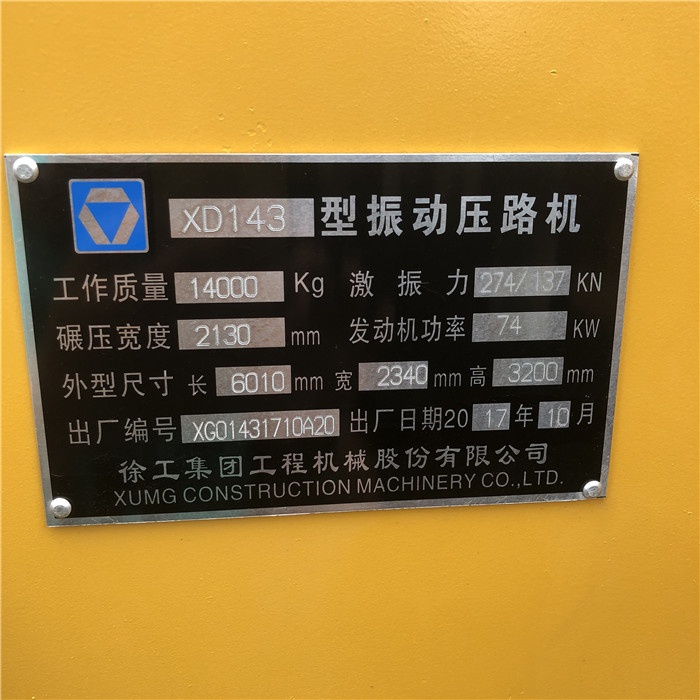 XD143 型振动压路机
工作质量 14000 Kg 激振力 274/137 KN
碾压宽度 2130 mm 发动机功率 74 KW
外型尺寸 长 6010 mm 宽 2340 mm 高 3200 mm
出厂编号 XG01431710A20 出厂日期20 17 年 10 月
徐工集团工程机械股份有限公司
XUMG CONSTRUCTION MACHINERY CO.,LTD.